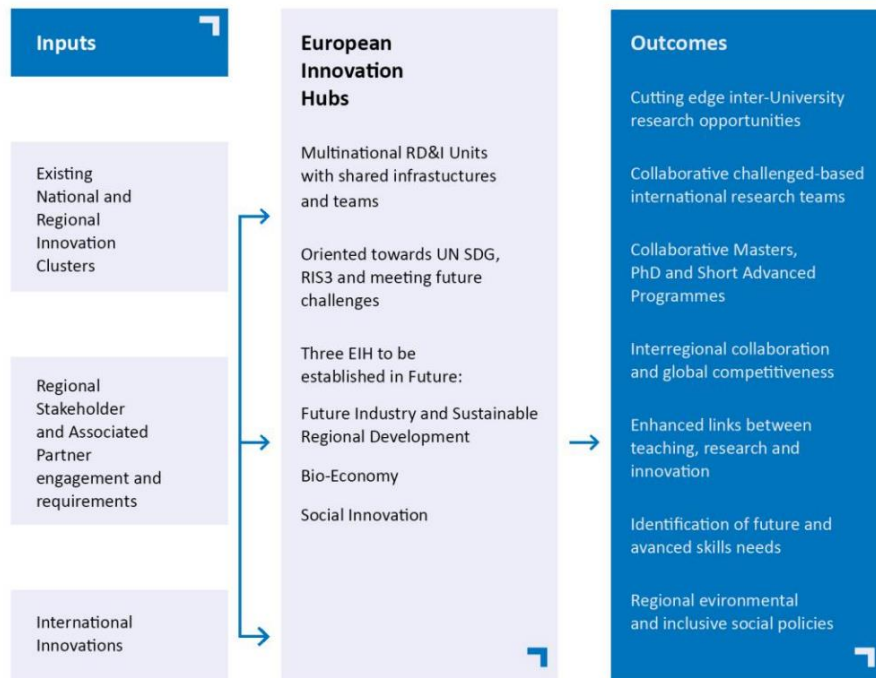 Inputs
Existing
National and
Regional
Innovation
Clusters
Regional
Stakeholder
and Associated
Partner
engagement and
requirements
International
Innovations
European
Innovation
Hubs
Multinational RD&I Units
with shared infrastuctures
and teams
Oriented towards UN SDG,
RIS3 and meeting future
challenges
Three EIH to be
established in Future:
Future Industry and Sustainable
Regional Development
Bio-Economy
Social Innovation
Outcomes
Cutting edge inter-University
research opportunities
Collaborative challenged-based
international research teams
Collaborative Masters,
PhD and Short Advanced
Programmes
Interregional collaboration
and global competitiveness
Enhanced links between
teaching, research and
innovation
Identification of future and
avanced skills needs
Regional evironmental
and inclusive social policies